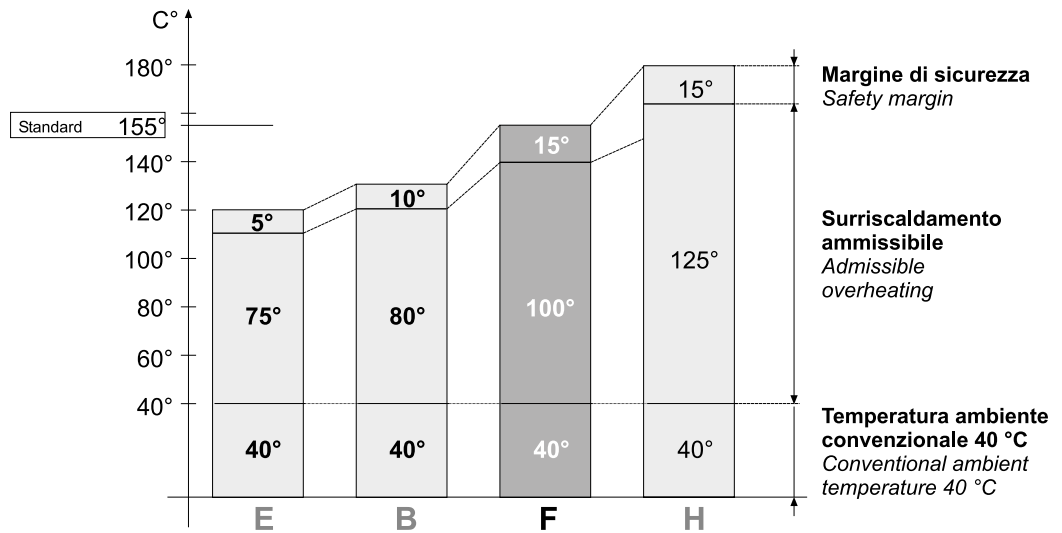 C°
180°
Standard 155°
140°
120°
100°
80°
60°
40°
5°
75°
40°
10°
80°
40°
15°
100°
40°
15°
125°
40°
E B F H
Margine di sicurezza
Safety margin
Surriscaldamento
ammissibile
Admissible
overheating
Temperatura ambiente
convenzionale 40 °C
Conventional ambient
temperature 40 °C